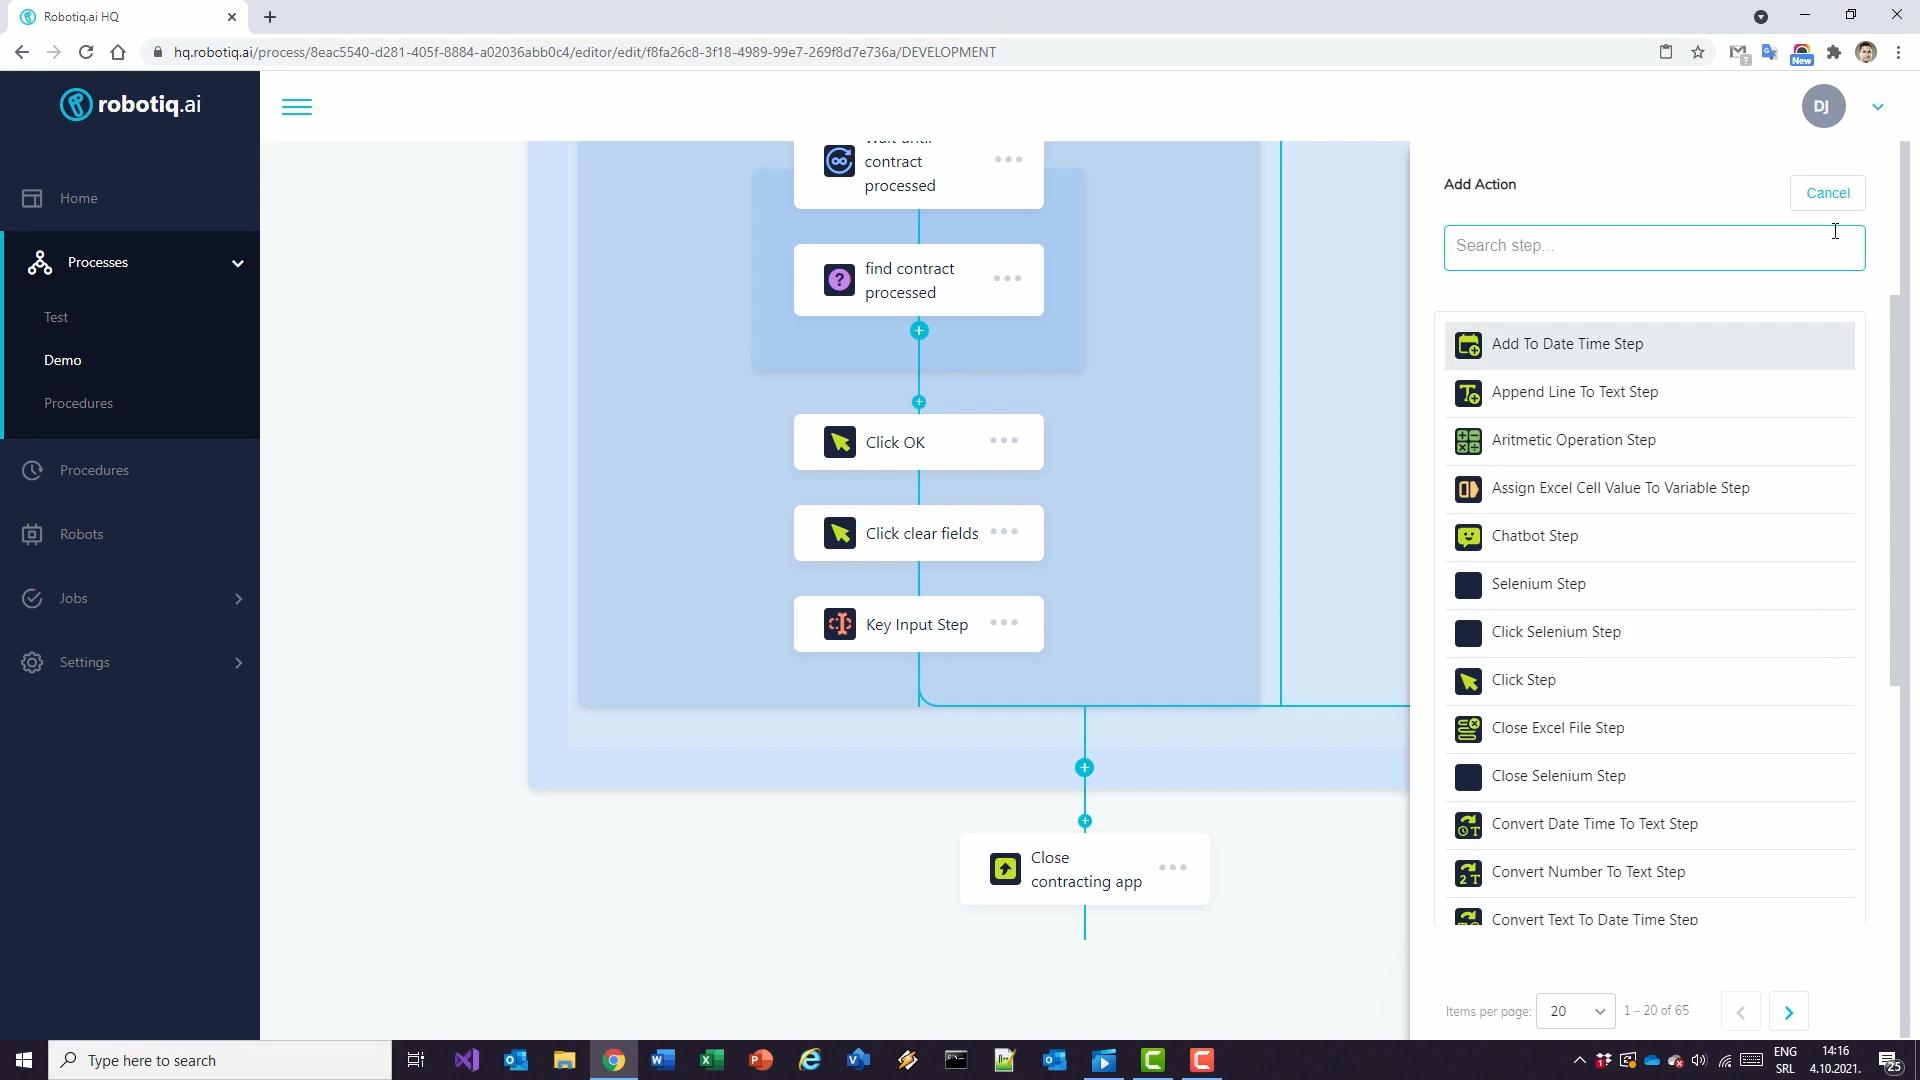 Robotiq.ai HQ
hq.robotiq.ai/process/8eac5540-d281-405f-8884-a02036abb0c4/editor/edit/f8fa26c8-3f18-4989-99e7-269f8d7e736a/DEVELOPMENT
New
robotiq.ai
DJ
Home
Processes
Test
Demo
Procedures
Procedures
Robots
Jobs
Settings
Wait until
contract
processed
find contract
processed
Click OK
Click clear fields
Key Input Step
Close
contracting app
Add Action
Cancel
Search step...
Add To Date Time Step
Append Line To Text Step
Aritmetic Operation Step
Assign Excel Cell Value To Variable Step
Chatbot Step
Selenium Step
Click Selenium Step
Click Step
Close Excel File Step
Close Selenium Step
Convert Date Time To Text Step
Convert Number To Text Step
Convert Text To Date Time Step
Items per page:
20
1 – 20 of 65
Type here to search
ENG
SRL
14:16
4.10.2021.
25